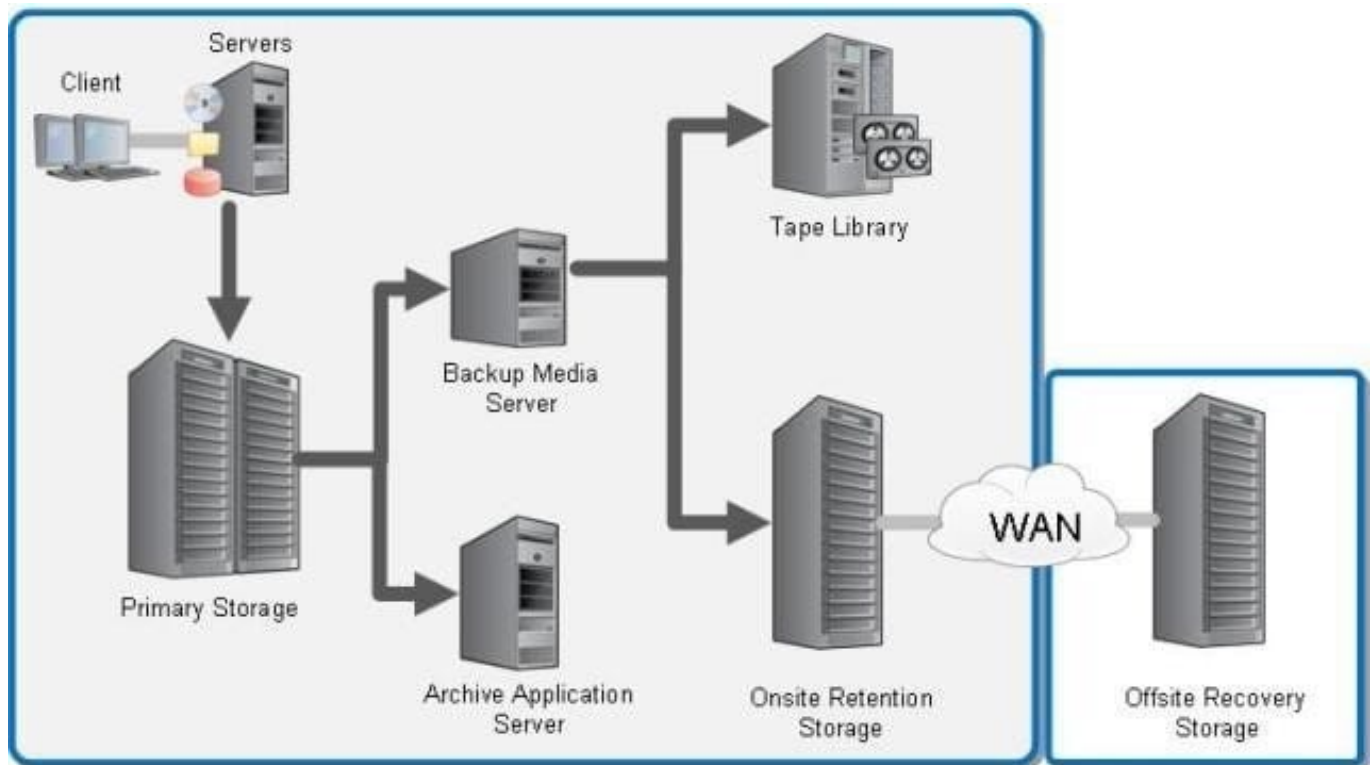 Servers
Client
Tape Library
Backup Media
Server
Primary Storage
WAN
Archive Application
Server
Onsite Retention
Storage
Offsite Recovery
Storage